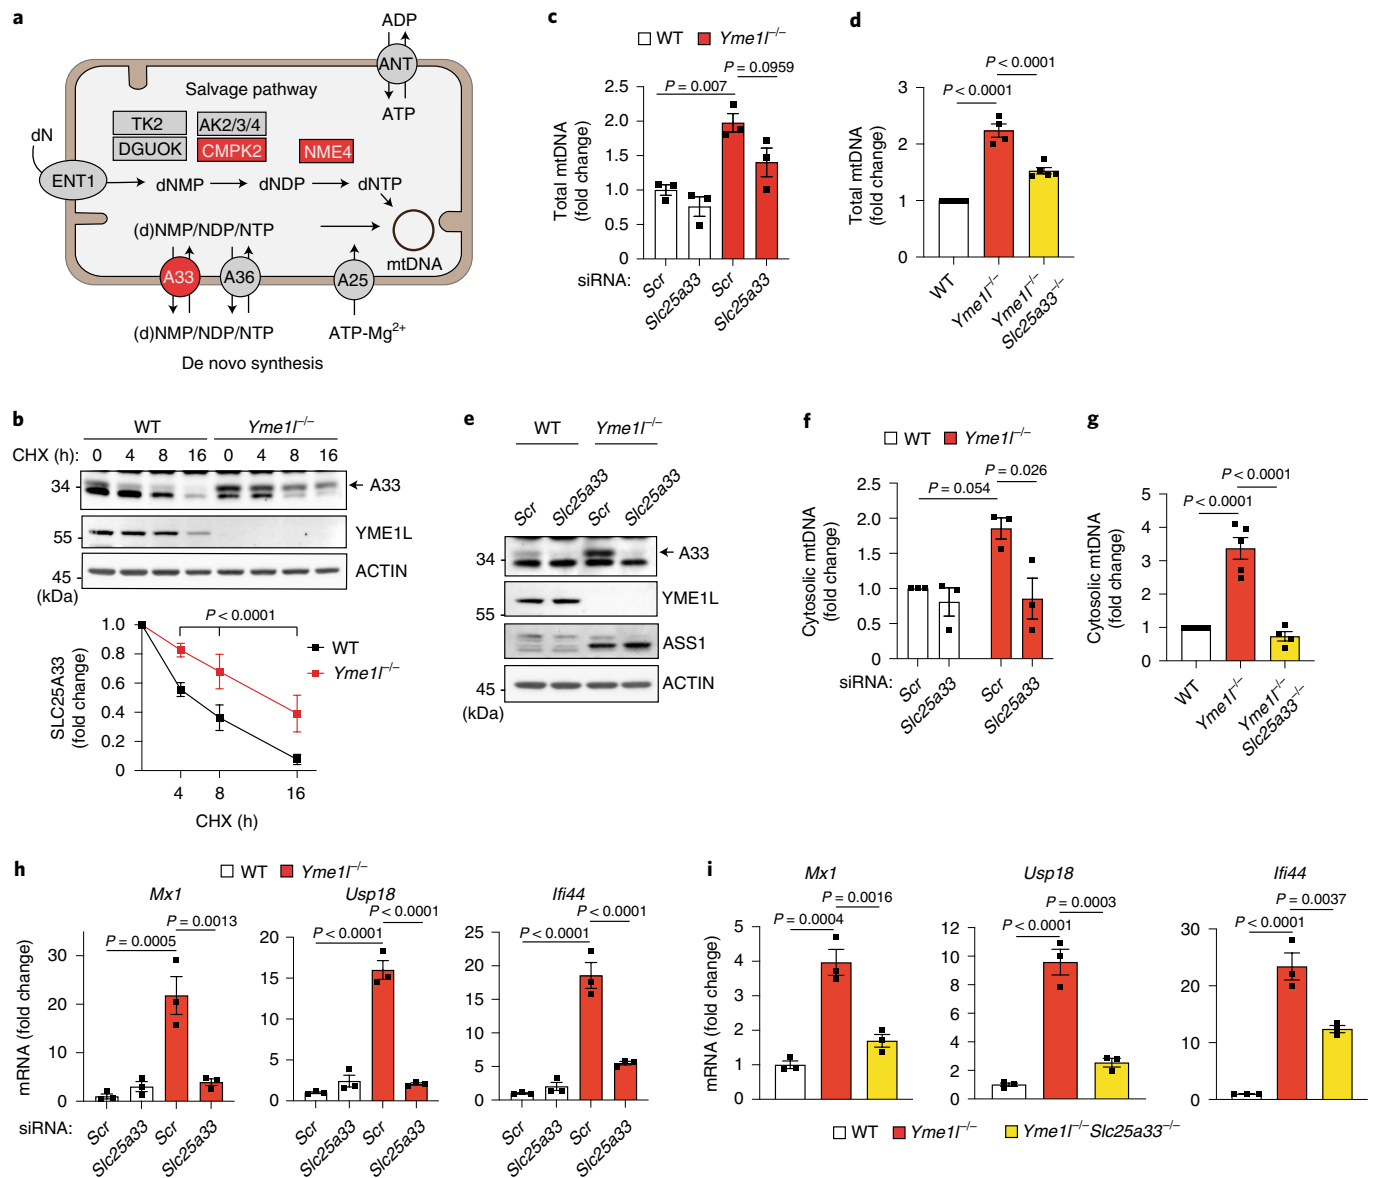 a
ADP
ANT
ATP
Salvage pathway
TK2
AK2/3/4
DGUOK
CMPK2
NME4
dN
ENT1
dNMP
dNDP
dNTP
(d)NMP/NDP/NTP
mtDNA
A33
A36
A25
(d)NMP/NDP/NTP
ATP-Mg2+
De novo synthesis
c
WT
Yme1l–/–
P = 0.0959
P = 0.007
Total mtDNA
(fold change)
2.5
2.0
1.5
1.0
0.5
0
siRNA:
Scr
Slc25a33
Scr
Slc25a33
d
P < 0.0001
P < 0.0001
Total mtDNA
(fold change)
3
2
1
0
WT
Yme1l–/–
Yme1l–/–
Slc25a33–/–
b
WT
Yme1l–/–
CHX (h):
0 4 8 16 0 4 8 16
34
A33
55
YME1L
45
ACTIN
(kDa)
P < 0.0001
SLC25A33
(fold change)
1.0
0.8
0.6
0.4
0.2
0
WT
Yme1l–/–
4 8 16
CHX (h)
e
WT
Yme1l–/–
Scr
Slc25a33
Scr
Slc25a33
34
A33
55
YME1L
ASS1
45
ACTIN
(kDa)
f
WT
Yme1l–/–
P = 0.026
P = 0.054
Cytosolic mtDNA
(fold change)
2.5
2.0
1.5
1.0
0.5
0
siRNA:
Scr
Slc25a33
Scr
Slc25a33
g
P < 0.0001
P < 0.0001
Cytosolic mtDNA
(fold change)
5
4
3
2
1
0
WT
Yme1l–/–
Yme1l–/–
Slc25a33–/–
h
WT
Yme1l–/–
Mx1
P = 0.0013
P = 0.0005
mRNA (fold change)
30
20
10
0
siRNA:
Scr
Slc25a33
Scr
Slc25a33
Usp18
P < 0.0001
P < 0.0001
20
15
10
5
0
Scr
Slc25a33
Scr
Slc25a33
Ifi44
P < 0.0001
P < 0.0001
25
20
15
10
5
0
Scr
Slc25a33
Scr
Slc25a33
i
Mx1
P = 0.0016
P = 0.0004
mRNA (fold change)
5
4
3
2
1
0
Usp18
P = 0.0003
P < 0.0001
12
10
8
6
4
2
0
Ifi44
P = 0.0037
P < 0.0001
30
20
10
0
WT
Yme1l–/–
Yme1l–/–Slc25a33–/–